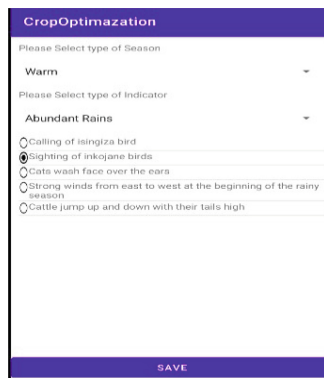 CropOptimazation
Please Select type of Season
Warm
Please Select type of Indicator
Abundant Rains
Calling of isingiza bird
Sighting of inkojane birds
Cats wash face over the ears
Strong winds from east to west at the beginning of the rainy
season
Cattle jump up and down with their tails high
SAVE